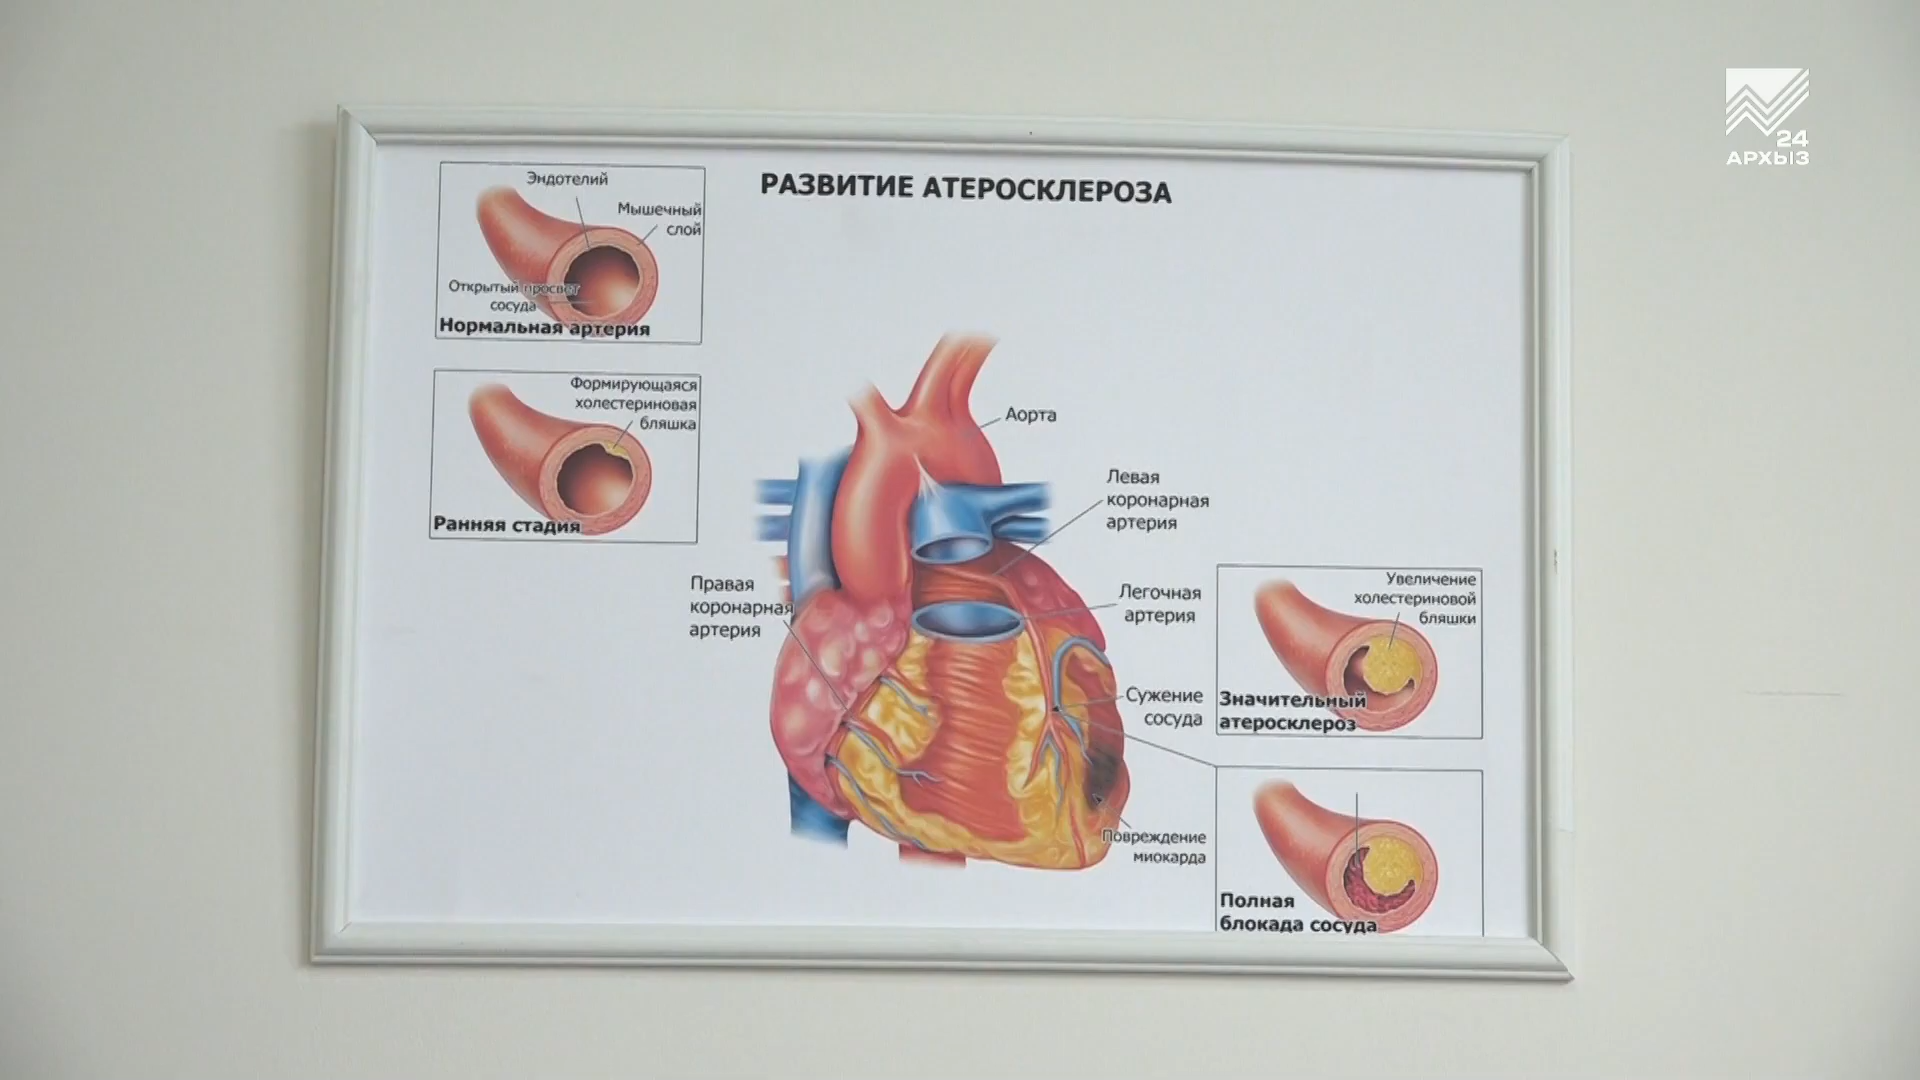 24
АРХЫЗ
РАЗВИТИЕ АТЕРОСКЛЕРОЗА
Эндотелий
Мышечный
слой
Открытый просвет
сосуда
Нормальная артерия
Формирующаяся
холестериновая
бляшка
Ранняя стадия
Аорта
Левая
коронарная
артерия
Правая
коронарная
артерия
Легочная
артерия
Сужение
сосуда
Повреждение
миокарда
Увеличение
холестериновой
бляшки
Значительный
атеросклероз
Полная
блокада сосуда